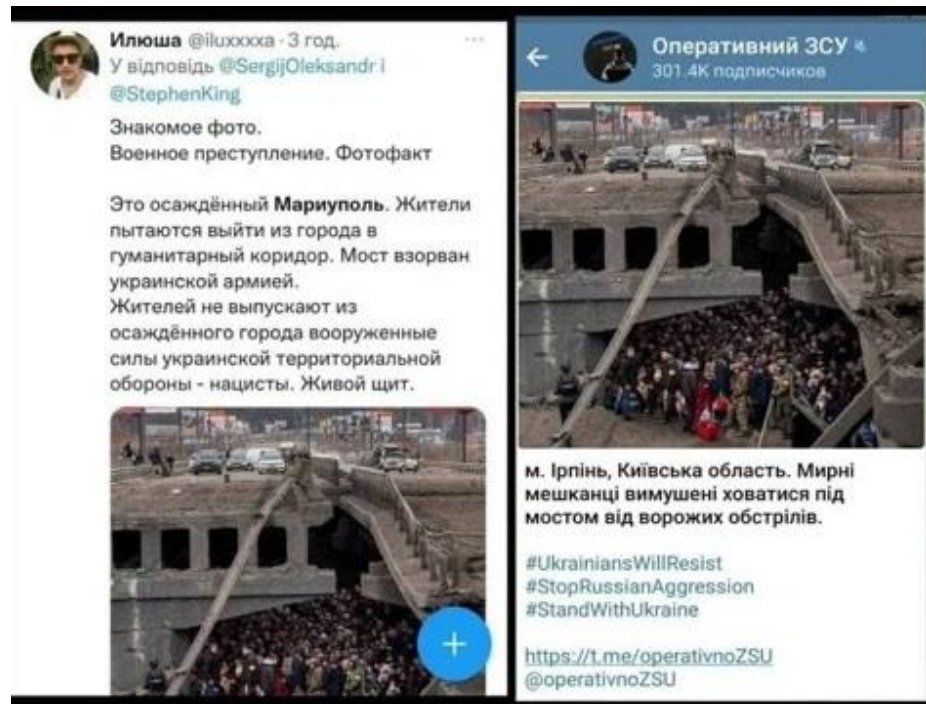 Илюша @iluxxxxa · 3 год.
У відповідь @SergijOleksandr і
@StephenKing
Знакомое фото.
Военное преступление. Фотофакт
Это осаждённый Мариуполь. Жители
пытаются выйти из города в
гуманитарный коридор. Мост взорван
украинской армией.
Жителей не выпускают из
осаждённого города вооруженные
силы украинской территориальной
обороны - нацисты. Живой щит.
Оперативний ЗСУ
301.4K подписчиков
м. Ірпінь, Київська область. Мирні
мешканці вимушені ховатися під
мостом від ворожих обстрілів.
#UkrainiansWillResist
#StopRussianAggression
#StandWithUkraine
https://t.me/operativnoZSU
@operativnoZSU